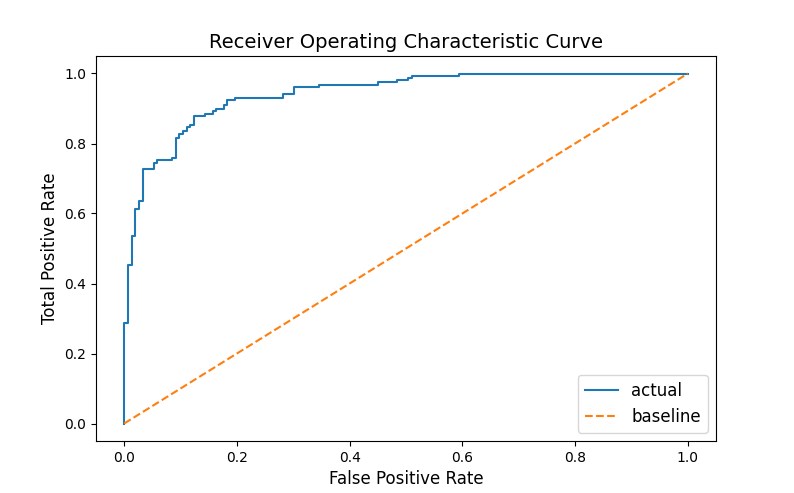 Receiver Operating Characteristic Curve
Total Positive Rate
1.0
0.8
0.6
0.4
0.2
0.0
0.0 0.2 0.4 0.6 0.8 1.0
False Positive Rate
actual
baseline